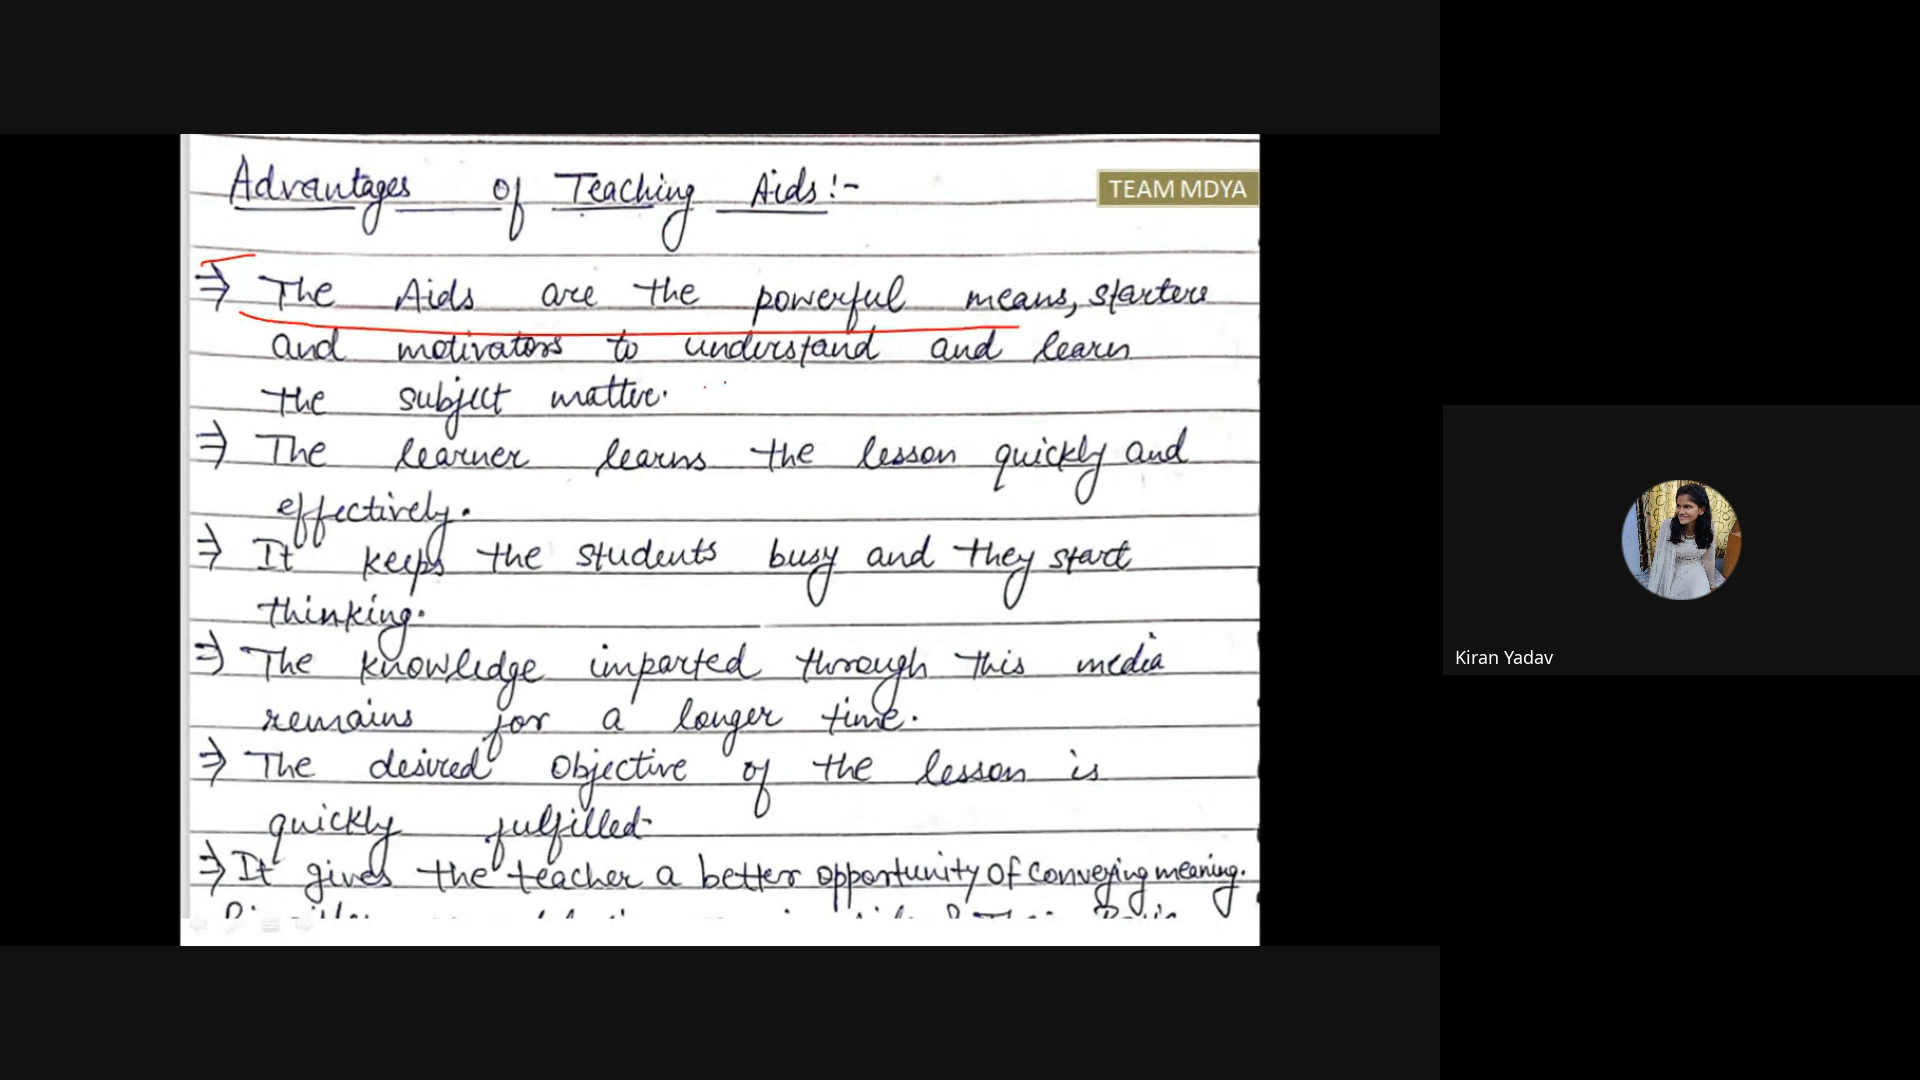 Advantages of Teaching Aids:-
TEAM MDYA
⇒ The Aids are the powerful means, starters
and motivators to understand and learn
the subject matter.
⇒ The learner learns the lesson quickly and
effectively.
⇒ It keeps the students busy and they start
thinking.
⇒ The knowledge imparted through this media
remains for a longer time.
⇒ The desired objective of the lesson is
quickly fulfilled.
⇒ It gives the teacher a better opportunity of conveying meaning.
Kiran Yadav